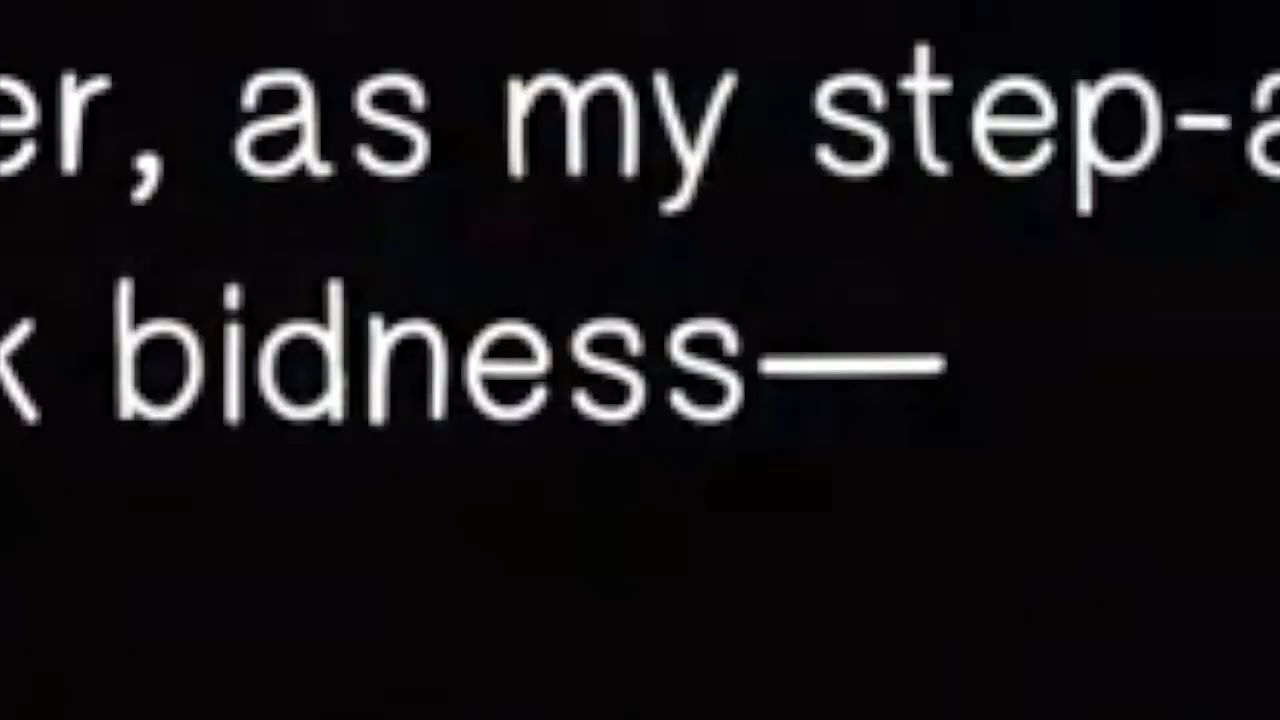 er, as my step-a
k bidness—